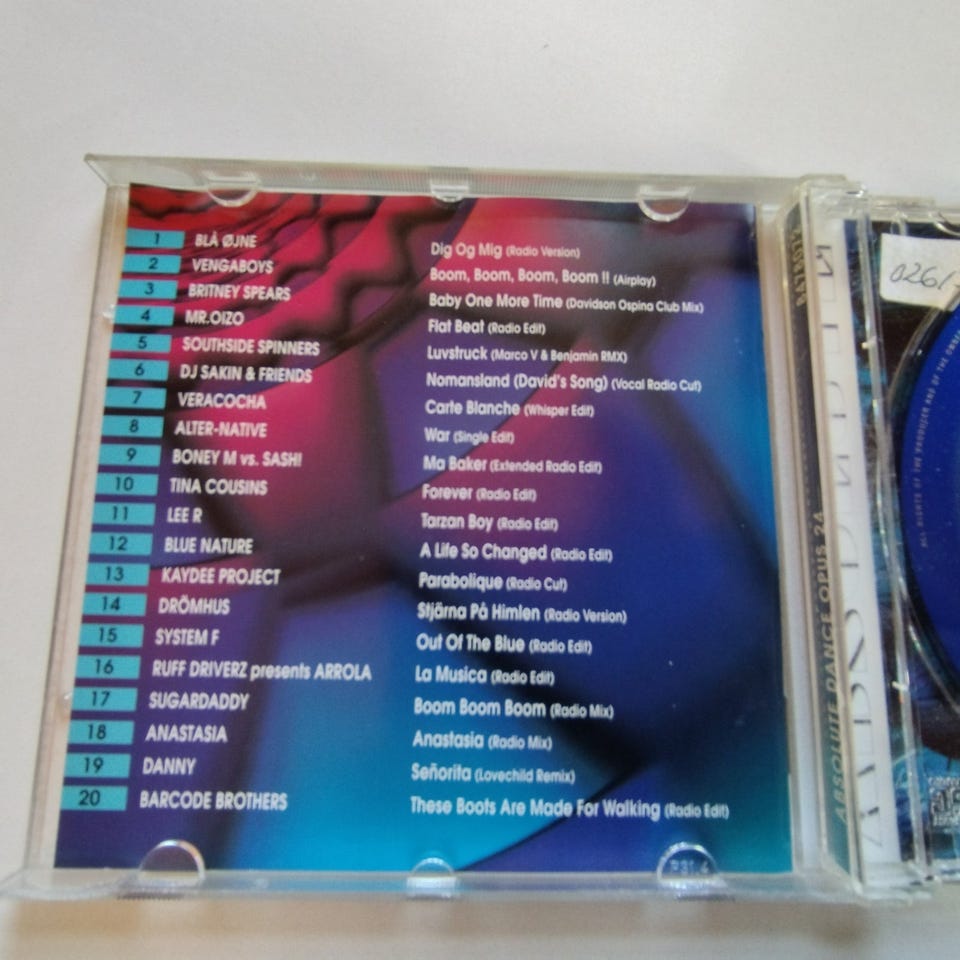 1 BLÅ ØJNE Dig Og Mig (Radio Version)
2 VENGABOYS Boom, Boom, Boom, Boom !! (Airplay)
3 BRITNEY SPEARS Baby One More Time (Davidson Ospina Club Mix)
4 MR.OIZO Flat Beat (Radio Edit)
5 SOUTHSIDE SPINNERS Luvstruck (Marco V & Benjamin RMX)
6 DJ SAKIN & FRIENDS Nomansland (David's Song) (Vocal Radio Cut)
7 VERACOCHA Carte Blanche (Whisper Edit)
8 ALTER-NATIVE War (Single Edit)
9 BONEY M vs. SASH! Ma Baker (Extended Radio Edit)
10 TINA COUSINS Forever (Radio Edit)
11 LEE R Tarzan Boy (Radio Edit)
12 BLUE NATURE A Life So Changed (Radio Edit)
13 KAYDEE PROJECT Parabolique (Radio Cut)
14 DRÖMHUS Stjärna På Himlen (Radio Version)
15 SYSTEM F Out Of The Blue (Radio Edit)
16 RUFF DRIVERZ presents ARROLA La Musica (Radio Edit)
17 SUGARDADDY Boom Boom Boom (Radio Mix)
18 ANASTASIA Anastasia (Radio Mix)
19 DANNY Señorita (Lovechild Remix)
20 BARCODE BROTHERS These Boots Are Made For Walking (Radio Edit)
ABSOLUTE DANCE OPUS 24
ALL RIGHTS OF THE PRODUCER AND OF THE